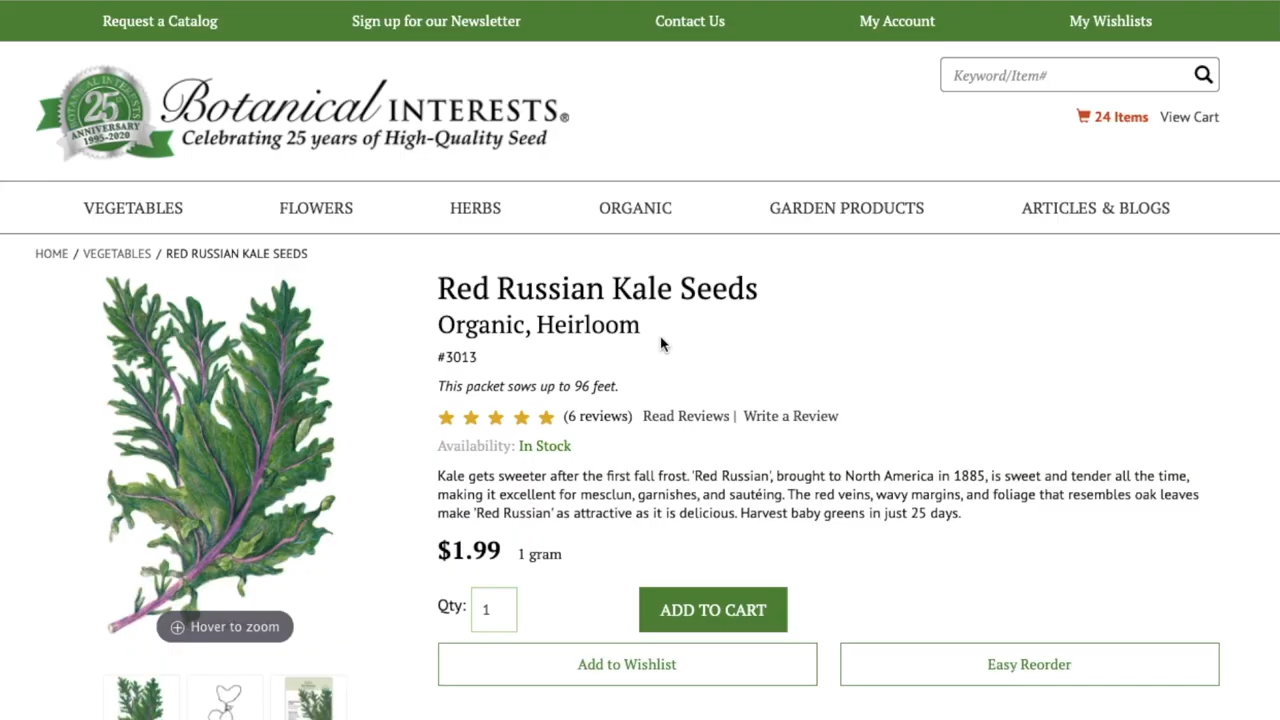 Request a Catalog
Sign up for our Newsletter
Contact Us
My Account
My Wishlists
BOTANICAL INTERESTS
25th
ANNIVERSARY
1995-2020
Botanical INTERESTS®
Celebrating 25 years of High-Quality Seed
Keyword/Item#
24 Items View Cart
VEGETABLES
FLOWERS
HERBS
ORGANIC
GARDEN PRODUCTS
ARTICLES & BLOGS
HOME / VEGETABLES / RED RUSSIAN KALE SEEDS
Red Russian Kale Seeds
Organic, Heirloom
#3013
This packet sows up to 96 feet.
(6 reviews) Read Reviews | Write a Review
Availability: In Stock
Kale gets sweeter after the first fall frost. 'Red Russian', brought to North America in 1885, is sweet and tender all the time,
making it excellent for mesclun, garnishes, and sautéing. The red veins, wavy margins, and foliage that resembles oak leaves
make 'Red Russian' as attractive as it is delicious. Harvest baby greens in just 25 days.
$1.99 1 gram
Qty: 1
ADD TO CART
Hover to zoom
Add to Wishlist
Easy Reorder